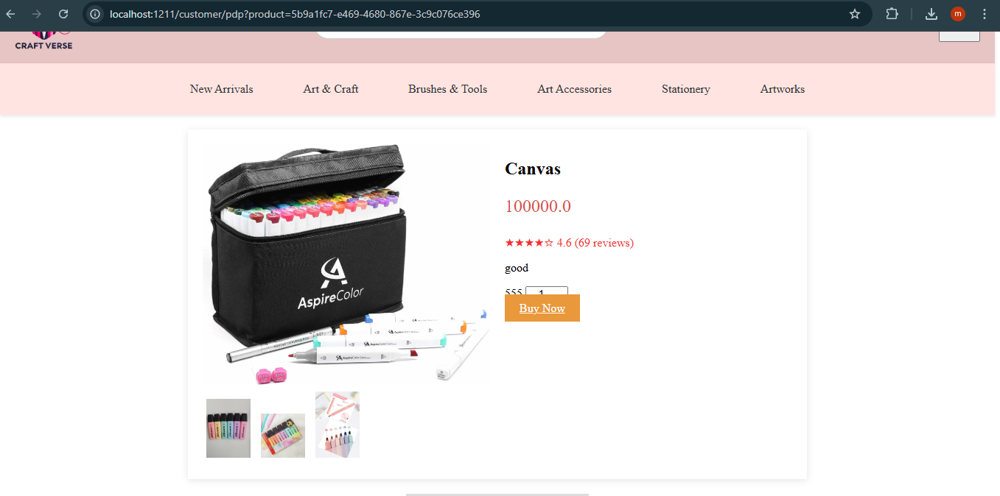 localhost:1211/customer/pdp?product=5b9a1fc7-e469-4680-867e-3c9c076ce396
m
CRAFT VERSE
New Arrivals Art & Craft Brushes & Tools Art Accessories Stationery Artworks
Canvas
100000.0
★★★★☆ 4.6 (69 reviews)
good
555 1
Buy Now
AspireColor
AspireColor